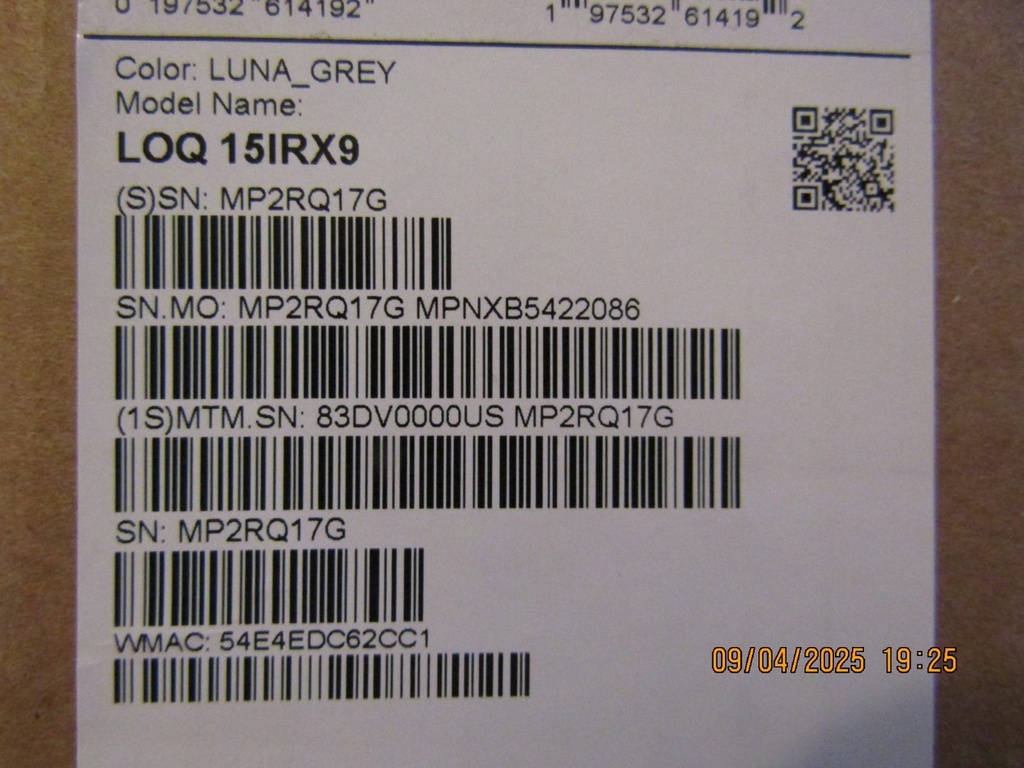 0 197532 614192
1 97532 61419 2
Color: LUNA_GREY
Model Name:
LOQ 15IRX9
(S)SN: MP2RQ17G
SN.MO: MP2RQ17G MPNXB5422086
(1S)MTM.SN: 83DV0000US MP2RQ17G
SN: MP2RQ17G
WMAC: 54E4EDC62CC1
09/04/2025 19:25